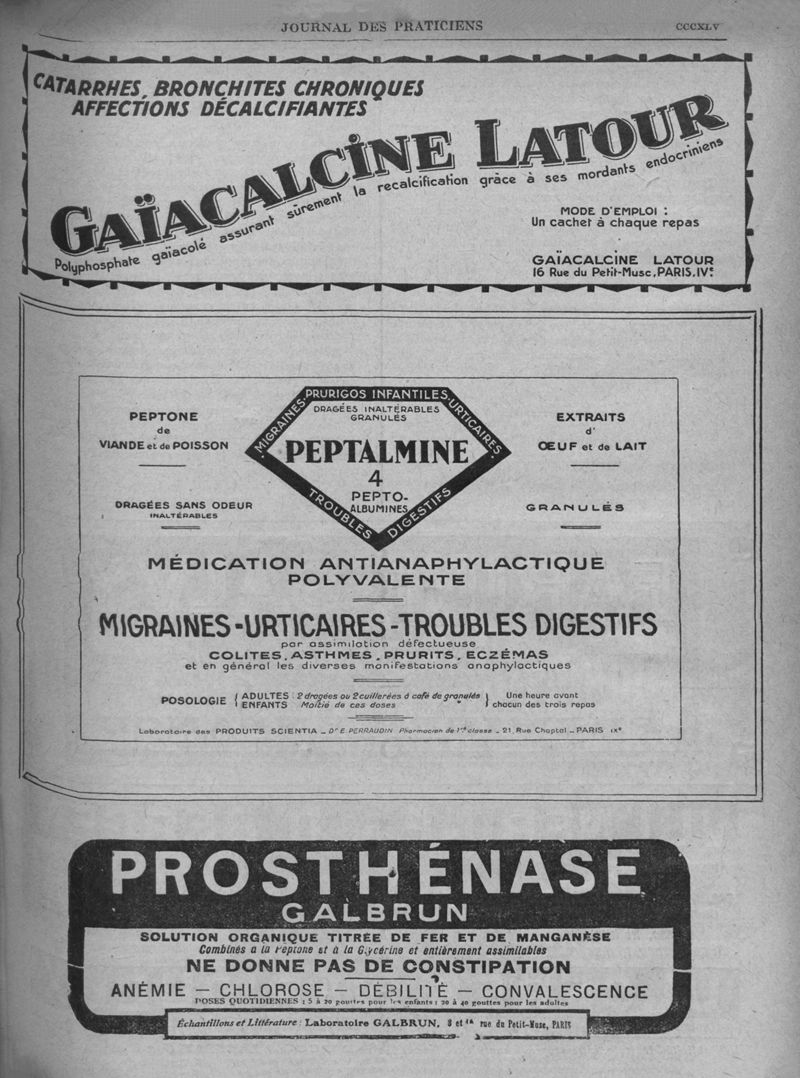 JOURNAL DES PRATICIENS
CCCXLV
CATARRHES, BRONCHITES CHRONIQUES
AFFECTIONS DÉCALCIFIANTES
GAÏACALCINE LATOUR
Polyphosphate gaïacolé assurant sûrement la recalcification grâce à ses mordants endocriniens
MODE D'EMPLOI :
Un cachet à chaque repas
GAÏACALCINE LATOUR
16 Rue du Petit-Musc, PARIS. IVe
PEPTONE
de
VIANDE et de POISSON
DRAGÉES SANS ODEUR
INALTÉRABLES
MIGRAINES - PRURIGOS INFANTILES - URTICAIRES
DRAGÉES INALTÉRABLES
GRANULÉS
PEPTALMINE
4
PEPTO-
ALBUMINES
TROUBLES DIGESTIFS
EXTRAITS
d'
ŒUF et de LAIT
GRANULÉS
MÉDICATION ANTIANAPHYLACTIQUE
POLYVALENTE
MIGRAINES - URTICAIRES - TROUBLES DIGESTIFS
par assimilation défectueuse
COLITES, ASTHMES, PRURITS, ECZÉMAS
et en général les diverses manifestations anaphylactiques
POSOLOGIE { ADULTES : 2 dragées ou 2 cuillerées à café de granulés } Une heure avant
{ ENFANTS Moitié de ces doses " } chacun des trois repas
Laboratoire des PRODUITS SCIENTIA _ Dr E. PERRAUDIN Pharmacien de 1re classe _ 21, Rue Chaptal _ PARIS IXe
PROSTHÉNASE
GALBRUN
SOLUTION ORGANIQUE TITRÉE DE FER ET DE MANGANÈSE
Combinés à la Peptone et à la Glycérine et entièrement assimilables
NE DONNE PAS DE CONSTIPATION
ANÉMIE — CHLOROSE — DÉBILITÉ — CONVALESCENCE
DOSES QUOTIDIENNES : 5 à 20 gouttes pour les enfants ; 20 à 40 gouttes pour les adultes
Échantillons et Littérature : Laboratoire GALBRUN, 8 et rue du Petit-Musc, PARIS